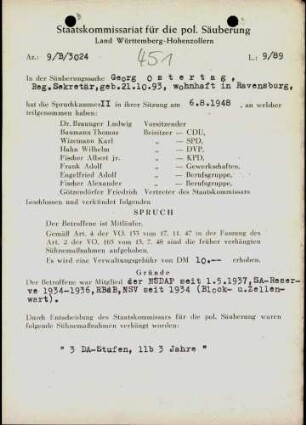 Staatskommissariat für die pol. Säuberung
Land Württemberg-Hohenzollern
Az.: 9/B/3024
451
L.: 9/89
In der Säuberungssache Georg Ostertag,
Reg.Sekretär, geb.21.10.93, wohnhaft in Ravensburg,
hat die Spruchkammer II in ihrer Sitzung am 6.8.1948 , an welcher
teilgenommen haben:
Dr. Ludwig Vorsitzender
Baumann Thomas Beisitzer — CDU,
Wizemann Karl „ — SPD,
Hahn Wilhelm „ — DVP,
Fischer Albert jr. „ — KPD,
Frank Adolf „ — Gewerkschaften,
Engelfried Adolf „ — Berufsgruppe,
Fischer Alexander „ — Berufsgruppe,
Götzendörfer Friedrich Vertreter des Staatskommissars
beschlossen und verkündet folgenden
SPRUCH
Der Betroffene ist Mitläufer.
Gemäß Art. 4 der VO. 133 vom 17. 11. 47 in der Fassung des
Art. 2 der VO. 165 vom 13. 7. 48 sind die früher verhängten
Sühnemaßnahmen aufgehoben.
Es wird eine Verwaltungsgebühr von DM 10.-- erhoben.
Gründe
Der Betroffene war Mitglied der NSDAP seit 1.5.1937, SA-Reser-
ve 1934-1936, RBdB, NSV seit 1934 (Block- u.Zellen-
wart).
Durch Entscheidung des Staatskommissars für die pol. Säuberung waren
folgende Sühnemaßnahmen verhängt:
" 3 DA-Stufen, 11b 3 Jahre "